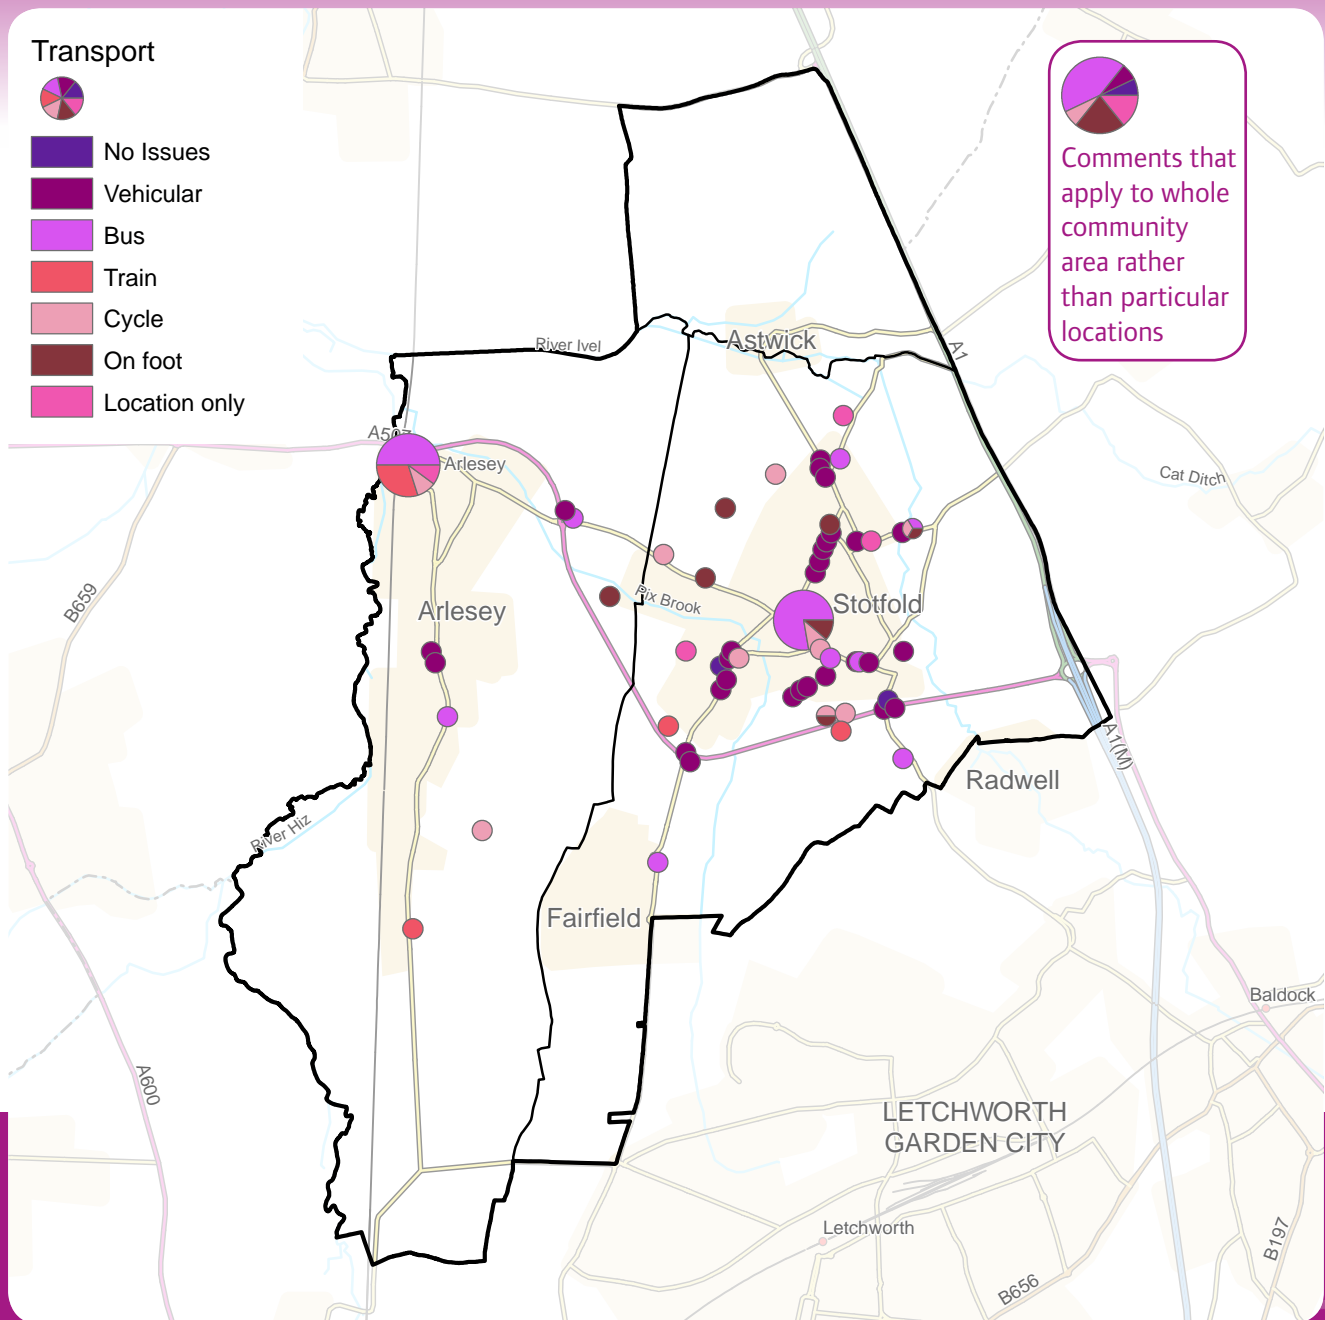 Transport
No Issues
Vehicular
Bus
Train
Cycle
On foot
Location only
Comments that
apply to whole
community
area rather
than particular
locations
River Ivel
Astwick
A1
A507
Arlesey
Cat Ditch
B659
Pix Brook
Stotfold
Arlesey
A1(M)
Radwell
River Hiz
Fairfield
Baldock
A600
LETCHWORTH
GARDEN CITY
Letchworth
B197
B656